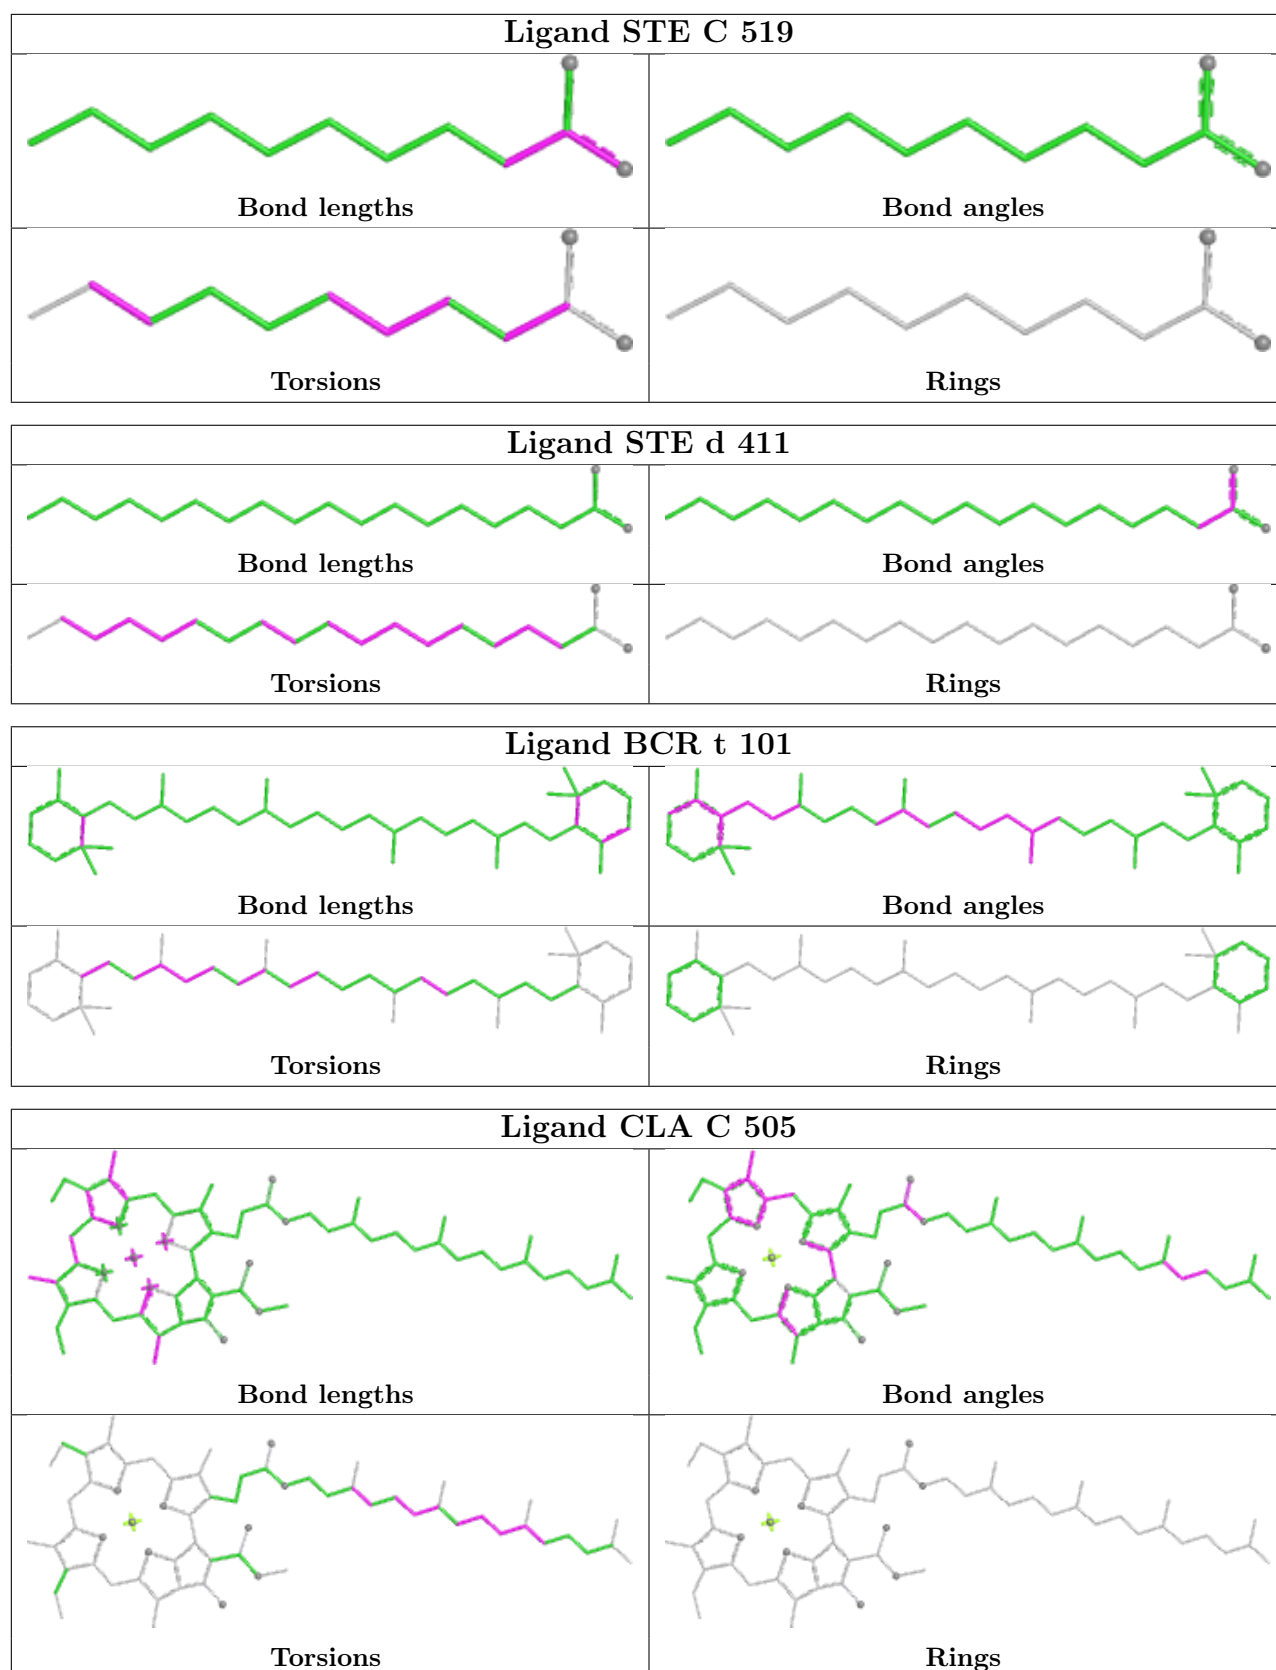 Ligand STE C 519
Bond lengths
Bond angles
Torsions
Rings
Ligand STE d 411
Bond lengths
Bond angles
Torsions
Rings
Ligand BCR t 101
Bond lengths
Bond angles
Torsions
Rings
Ligand CLA C 505
Bond lengths
Bond angles
Torsions
Rings